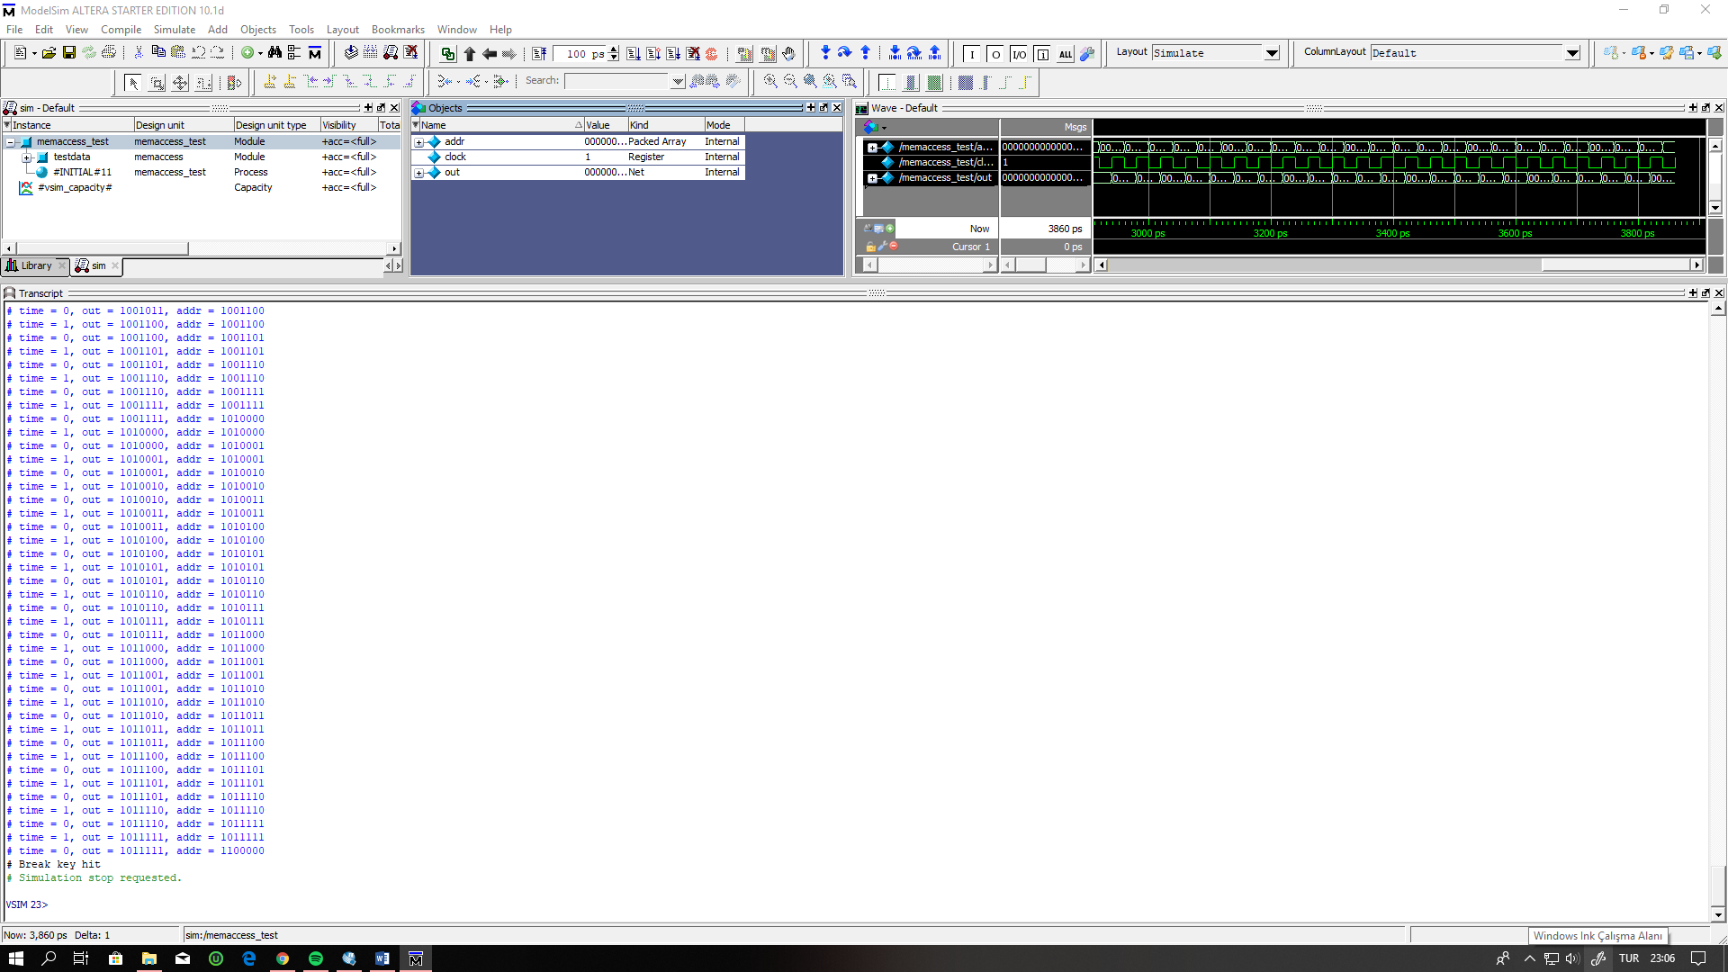 ModelSim ALTERA STARTER EDITION 10.1d
File Edit View Compile Simulate Add Objects Tools Layout Bookmarks Window Help
100 ps
Layout Simulate
ColumnLayout Default
Search:
sim - Default
Instance Design unit Design unit type Visibility Tota
memaccess_test memaccess_test Module +acc=<full>
testdata memaccess Module +acc=<full>
#INITIAL#11 memaccess_test Process +acc=<full>
#vsim_capacity# Capacity +acc=<full>
Library sim
Objects
Name Value Kind Mode
addr 000000... Packed Array Internal
clock 1 Register Internal
out 000000... Net Internal
Wave - Default
Msgs
/memaccess_test/a... 0000000000000...
/memaccess_test/cl... 1
/memaccess_test/out 0000000000000...
Now 3860 ps
Cursor 1 0 ps
3000 ps 3200 ps 3400 ps 3600 ps 3800 ps
Transcript
# time = 0, out = 1001011, addr = 1001100
# time = 1, out = 1001100, addr = 1001100
# time = 0, out = 1001100, addr = 1001101
# time = 1, out = 1001101, addr = 1001101
# time = 0, out = 1001101, addr = 1001110
# time = 1, out = 1001110, addr = 1001110
# time = 0, out = 1001110, addr = 1001111
# time = 1, out = 1001111, addr = 1001111
# time = 0, out = 1001111, addr = 1010000
# time = 1, out = 1010000, addr = 1010000
# time = 0, out = 1010000, addr = 1010001
# time = 1, out = 1010001, addr = 1010001
# time = 0, out = 1010001, addr = 1010010
# time = 1, out = 1010010, addr = 1010010
# time = 0, out = 1010010, addr = 1010011
# time = 1, out = 1010011, addr = 1010011
# time = 0, out = 1010011, addr = 1010100
# time = 1, out = 1010100, addr = 1010100
# time = 0, out = 1010100, addr = 1010101
# time = 1, out = 1010101, addr = 1010101
# time = 0, out = 1010101, addr = 1010110
# time = 1, out = 1010110, addr = 1010110
# time = 0, out = 1010110, addr = 1010111
# time = 1, out = 1010111, addr = 1010111
# time = 0, out = 1010111, addr = 1011000
# time = 1, out = 1011000, addr = 1011000
# time = 0, out = 1011000, addr = 1011001
# time = 1, out = 1011001, addr = 1011001
# time = 0, out = 1011001, addr = 1011010
# time = 1, out = 1011010, addr = 1011010
# time = 0, out = 1011010, addr = 1011011
# time = 1, out = 1011011, addr = 1011011
# time = 0, out = 1011011, addr = 1011100
# time = 1, out = 1011100, addr = 1011100
# time = 0, out = 1011100, addr = 1011101
# time = 1, out = 1011101, addr = 1011101
# time = 0, out = 1011101, addr = 1011110
# time = 1, out = 1011110, addr = 1011110
# time = 0, out = 1011110, addr = 1011111
# time = 1, out = 1011111, addr = 1011111
# time = 0, out = 1011111, addr = 1100000
# Break key hit
# Simulation stop requested.
VSIM 23>
Now: 3,860 ps Delta: 1 sim:/memaccess_test
Windows Ink Çalışma Alanı
TUR 23:06